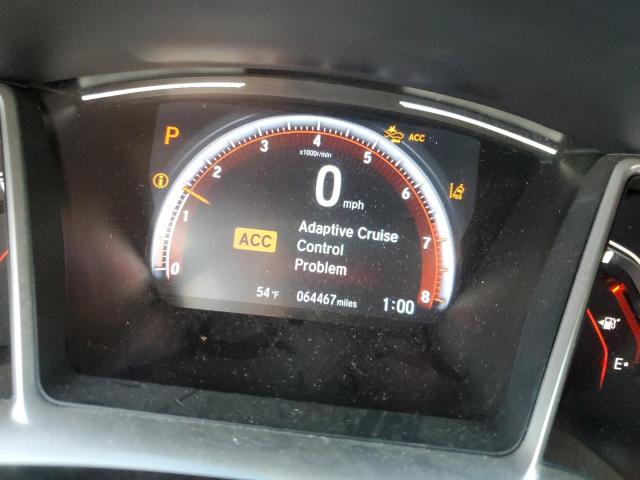 P
ACC
4
3
5
x1000r/min
2
6
0 mph
1
7
ACC
Adaptive Cruise
Control
Problem
0
8
54°F
064467 miles
1:00
E